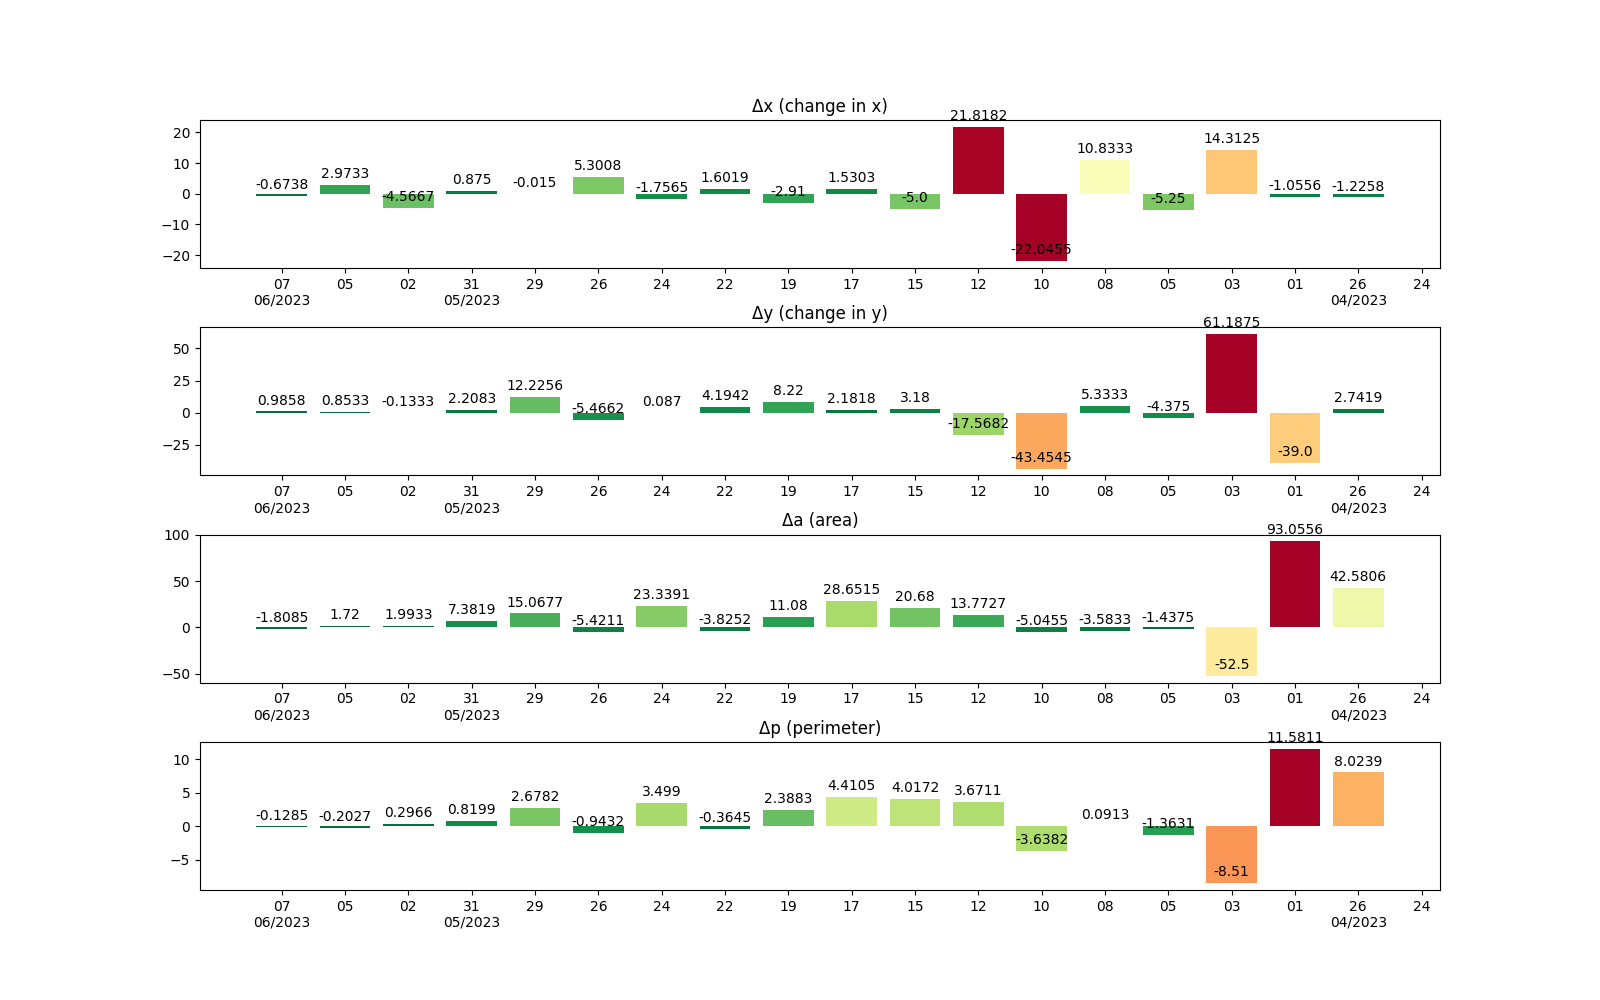 Δx (change in x)
20
10
0
−10
−20
-0.6738 2.9733 -4.5667 0.875 -0.015 5.3008 -1.7565 1.6019 -2.91 1.5303 -5.0 21.8182 -22.0455 10.8333 -5.25 14.3125 -1.0556 -1.2258
07 05 02 31 29 26 24 22 19 17 15 12 10 08 05 03 01 26 24
06/2023 05/2023 04/2023
Δy (change in y)
50
25
0
−25
0.9858 0.8533 -0.1333 2.2083 12.2256 -5.4662 0.087 4.1942 8.22 2.1818 3.18 -17.5682 -43.4545 5.3333 -4.375 61.1875 -39.0 2.7419
07 05 02 31 29 26 24 22 19 17 15 12 10 08 05 03 01 26 24
06/2023 05/2023 04/2023
Δa (area)
100
50
0
−50
-1.8085 1.72 1.9933 7.3819 15.0677 -5.4211 23.3391 -3.8252 11.08 28.6515 20.68 13.7727 -5.0455 -3.5833 -1.4375 -52.5 93.0556 42.5806
07 05 02 31 29 26 24 22 19 17 15 12 10 08 05 03 01 26 24
06/2023 05/2023 04/2023
Δp (perimeter)
10
5
0
−5
-0.1285 -0.2027 0.2966 0.8199 2.6782 -0.9432 3.499 -0.3645 2.3883 4.4105 4.0172 3.6711 -3.6382 0.0913 -1.3631 -8.51 11.5811 8.0239
07 05 02 31 29 26 24 22 19 17 15 12 10 08 05 03 01 26 24
06/2023 05/2023 04/2023